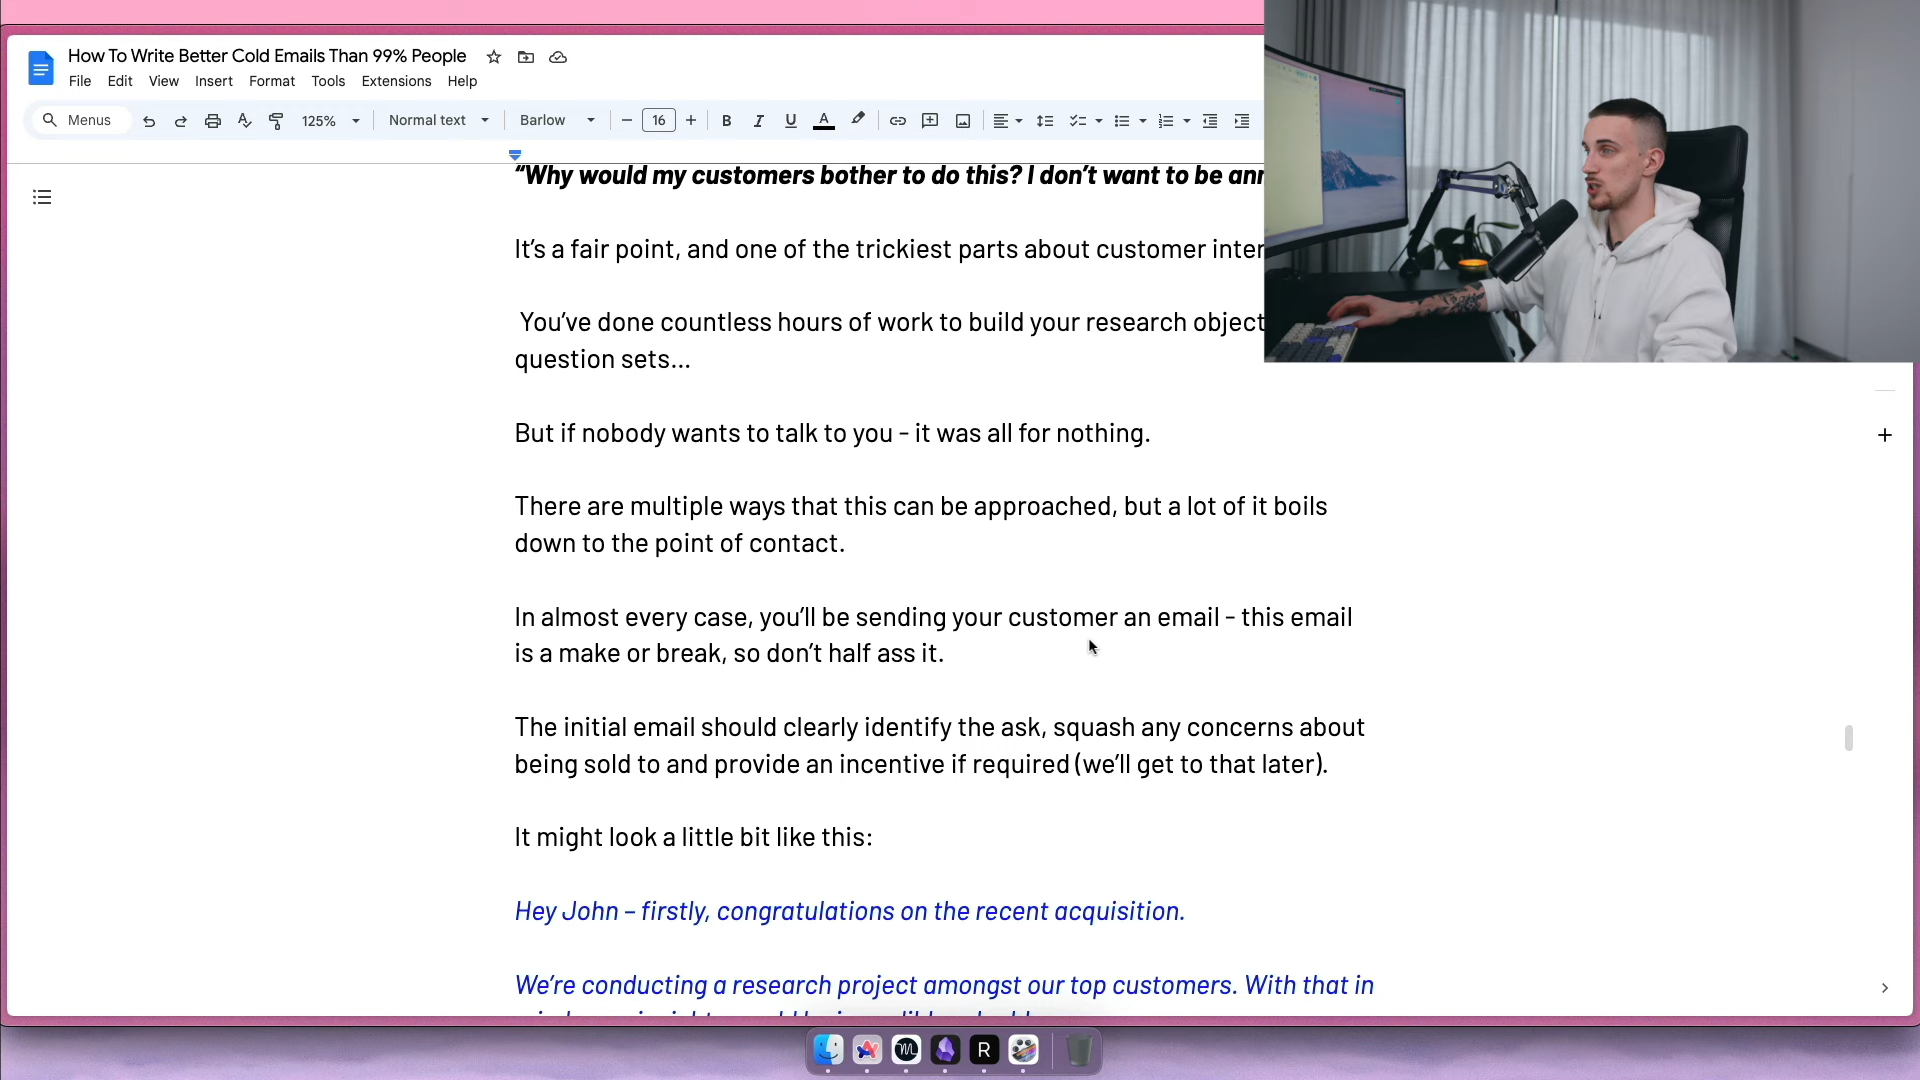 How To Write Better Cold Emails Than 99% People
File Edit View Insert Format Tools Extensions Help
Menus 125% Normal text Barlow 16 B I U A
“Why would my customers bother to do this? I don’t want to be
It’s a fair point, and one of the trickiest parts about customer
You’ve done countless hours of work to build your research
question sets...
But if nobody wants to talk to you - it was all for nothing.
There are multiple ways that this can be approached, but a lot of it boils
down to the point of contact.
In almost every case, you’ll be sending your customer an email - this email
is a make or break, so don’t half ass it.
The initial email should clearly identify the ask, squash any concerns about
being sold to and provide an incentive if required (we’ll get to that later).
It might look a little bit like this:
Hey John – firstly, congratulations on the recent acquisition.
We’re conducting a research project amongst our top customers. With that in
R